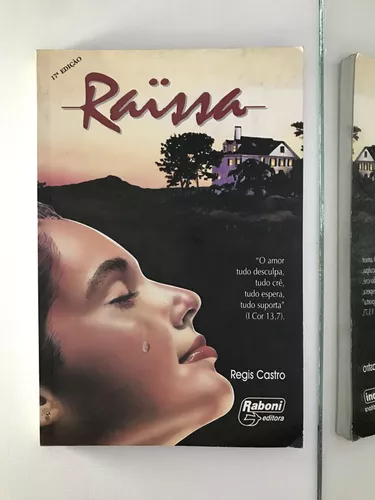 17ª EDIÇÃO
Raïssa
"O amor
tudo desculpa,
tudo crê,
tudo espera,
tudo suporta"
(I Cor 13,7).
Regis Castro
Raboni
editora